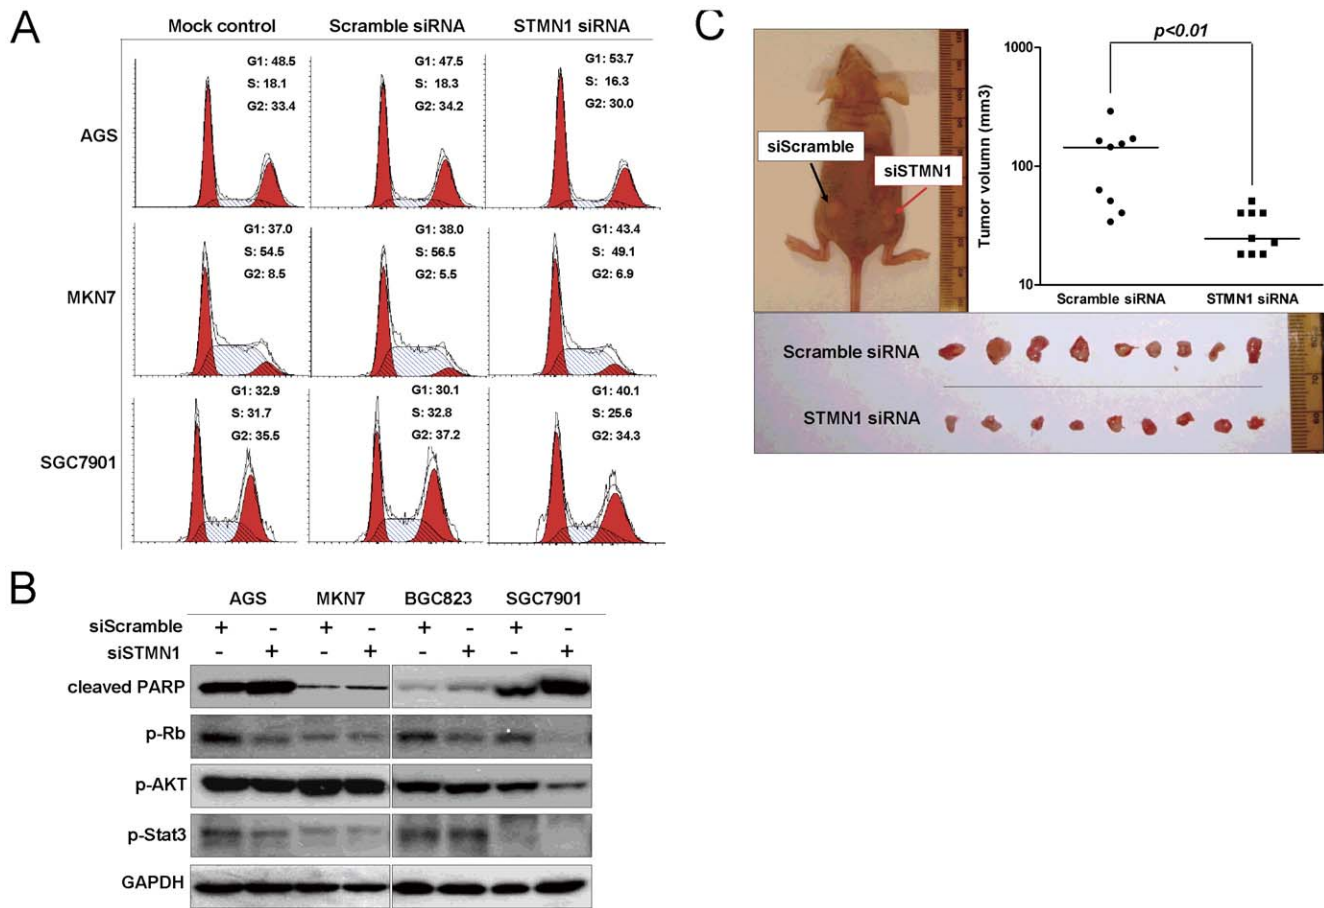 A
Mock control
Scramble siRNA
STMN1 siRNA
AGS
G1: 48.5
S: 18.1
G2: 33.4
G1: 47.5
S: 18.3
G2: 34.2
G1: 53.7
S: 16.3
G2: 30.0
MKN7
G1: 37.0
S: 54.5
G2: 8.5
G1: 38.0
S: 56.5
G2: 5.5
G1: 43.4
S: 49.1
G2: 6.9
SGC7901
G1: 32.9
S: 31.7
G2: 35.5
G1: 30.1
S: 32.8
G2: 37.2
G1: 40.1
S: 25.6
G2: 34.3
B
AGS MKN7 BGC823 SGC7901
siScramble + - + - + - + -
siSTMN1 - + - + - + - +
cleaved PARP
p-Rb
p-AKT
p-Stat3
GAPDH
C
siScramble
siSTMN1
p<0.01
Tumor volumn (mm3)
1000
100
10
Scramble siRNA STMN1 siRNA
Scramble siRNA
STMN1 siRNA